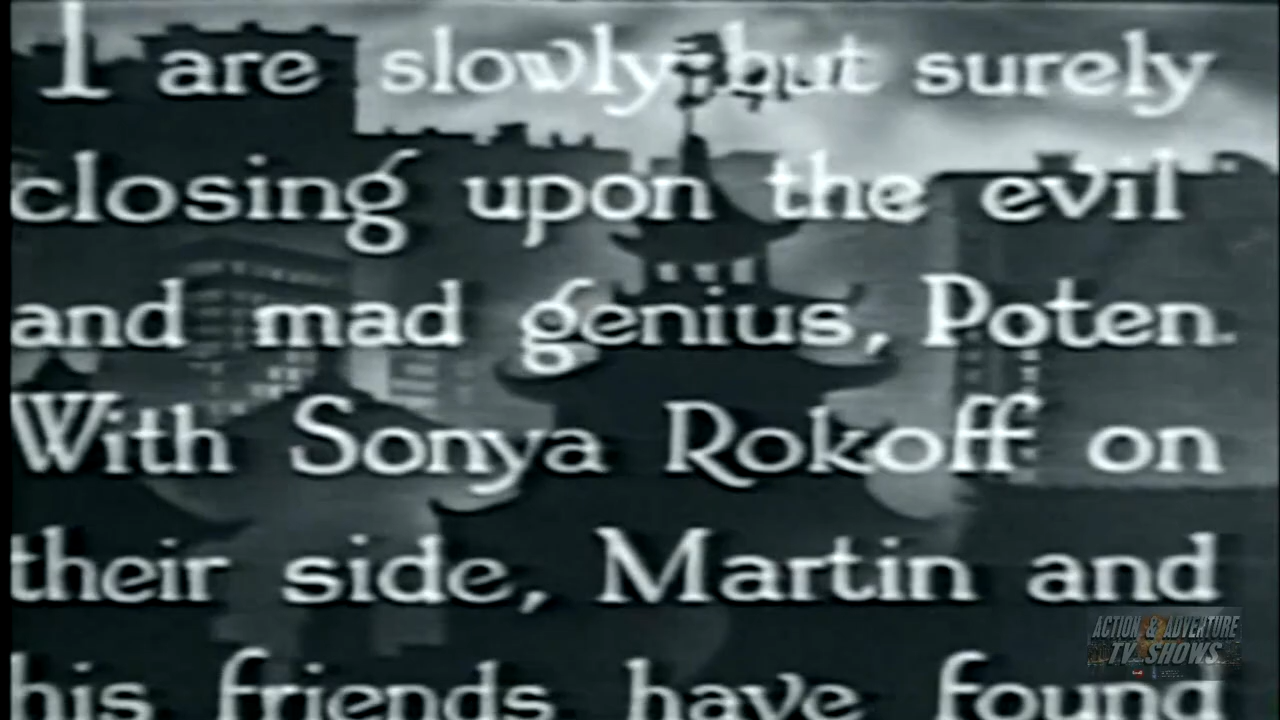 I are slowly but surely
closing upon the evil
and mad genius, Poten.
With Sonya Rokoff on
their side, Martin and
his friends have found
ACTION & ADVENTURE
TV SHOWS